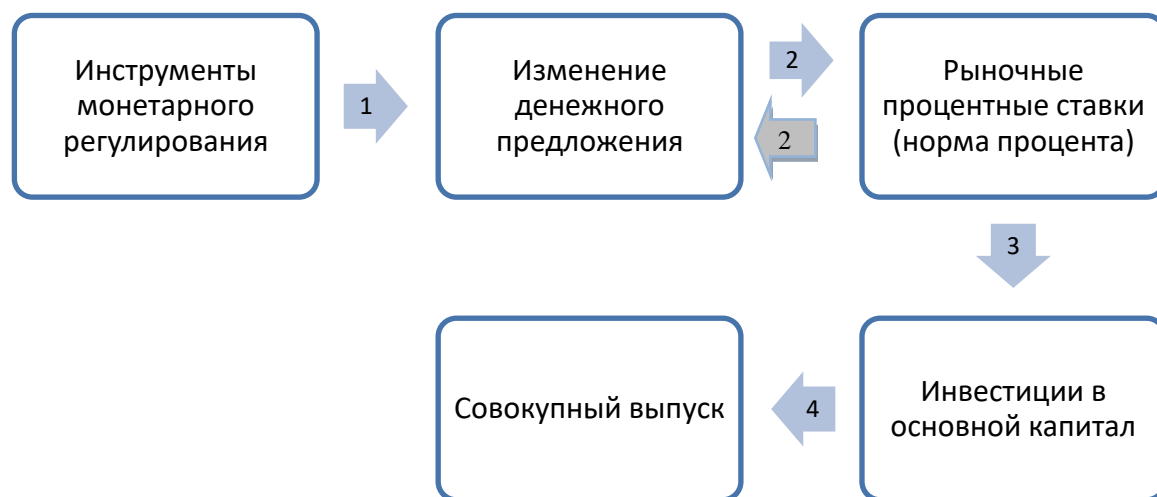 Инструменты
монетарного
регулирования
1
Изменение
денежного
предложения
2
2
Рыночные
процентные ставки
(норма процента)
3
Инвестиции в
основной капитал
4
Совокупный выпуск